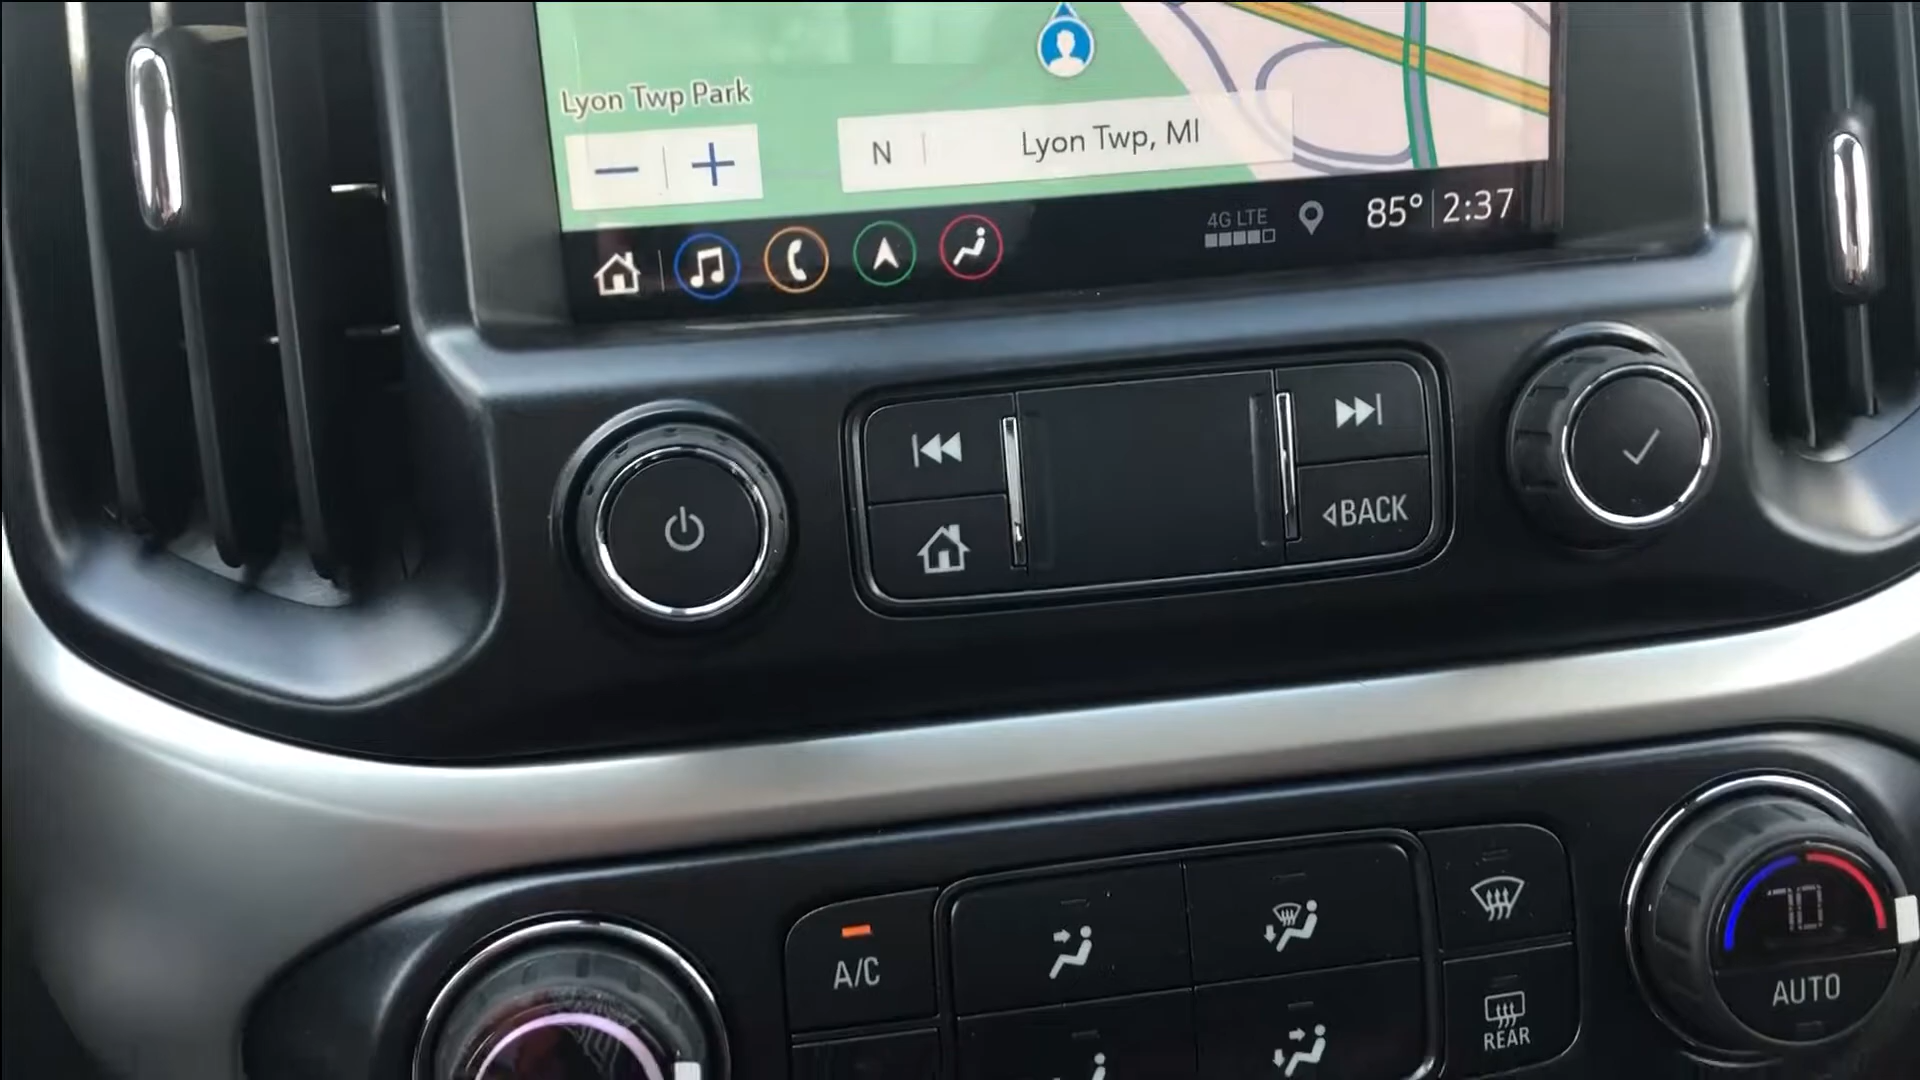 Lyon Twp Park
N
Lyon Twp, MI
4G LTE
85° 2:37
BACK
A/C
70
AUTO
REAR